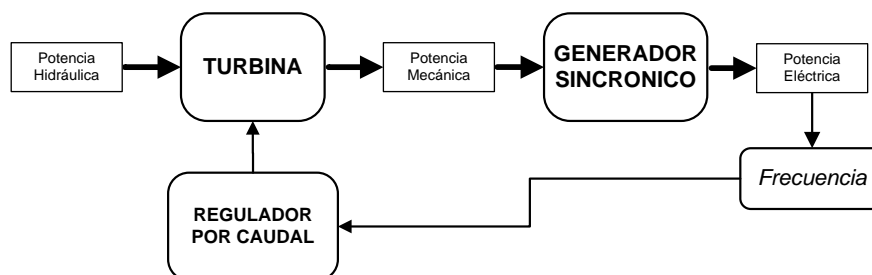 Potencia
Hidráulica
TURBINA
Potencia
Mecánica
GENERADOR
SINCRONICO
Potencia
Eléctrica
Frecuencia
REGULADOR
POR CAUDAL